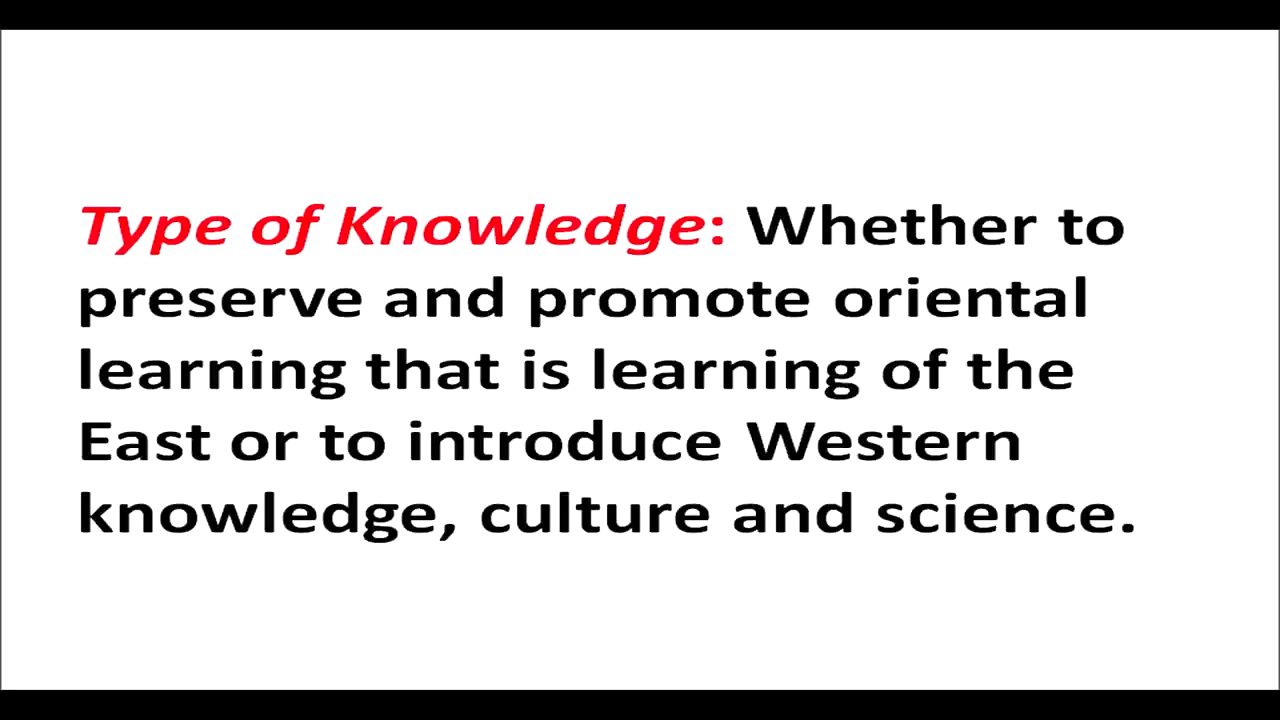 Type of Knowledge: Whether to
preserve and promote oriental
learning that is learning of the
East or to introduce Western
knowledge, culture and science.